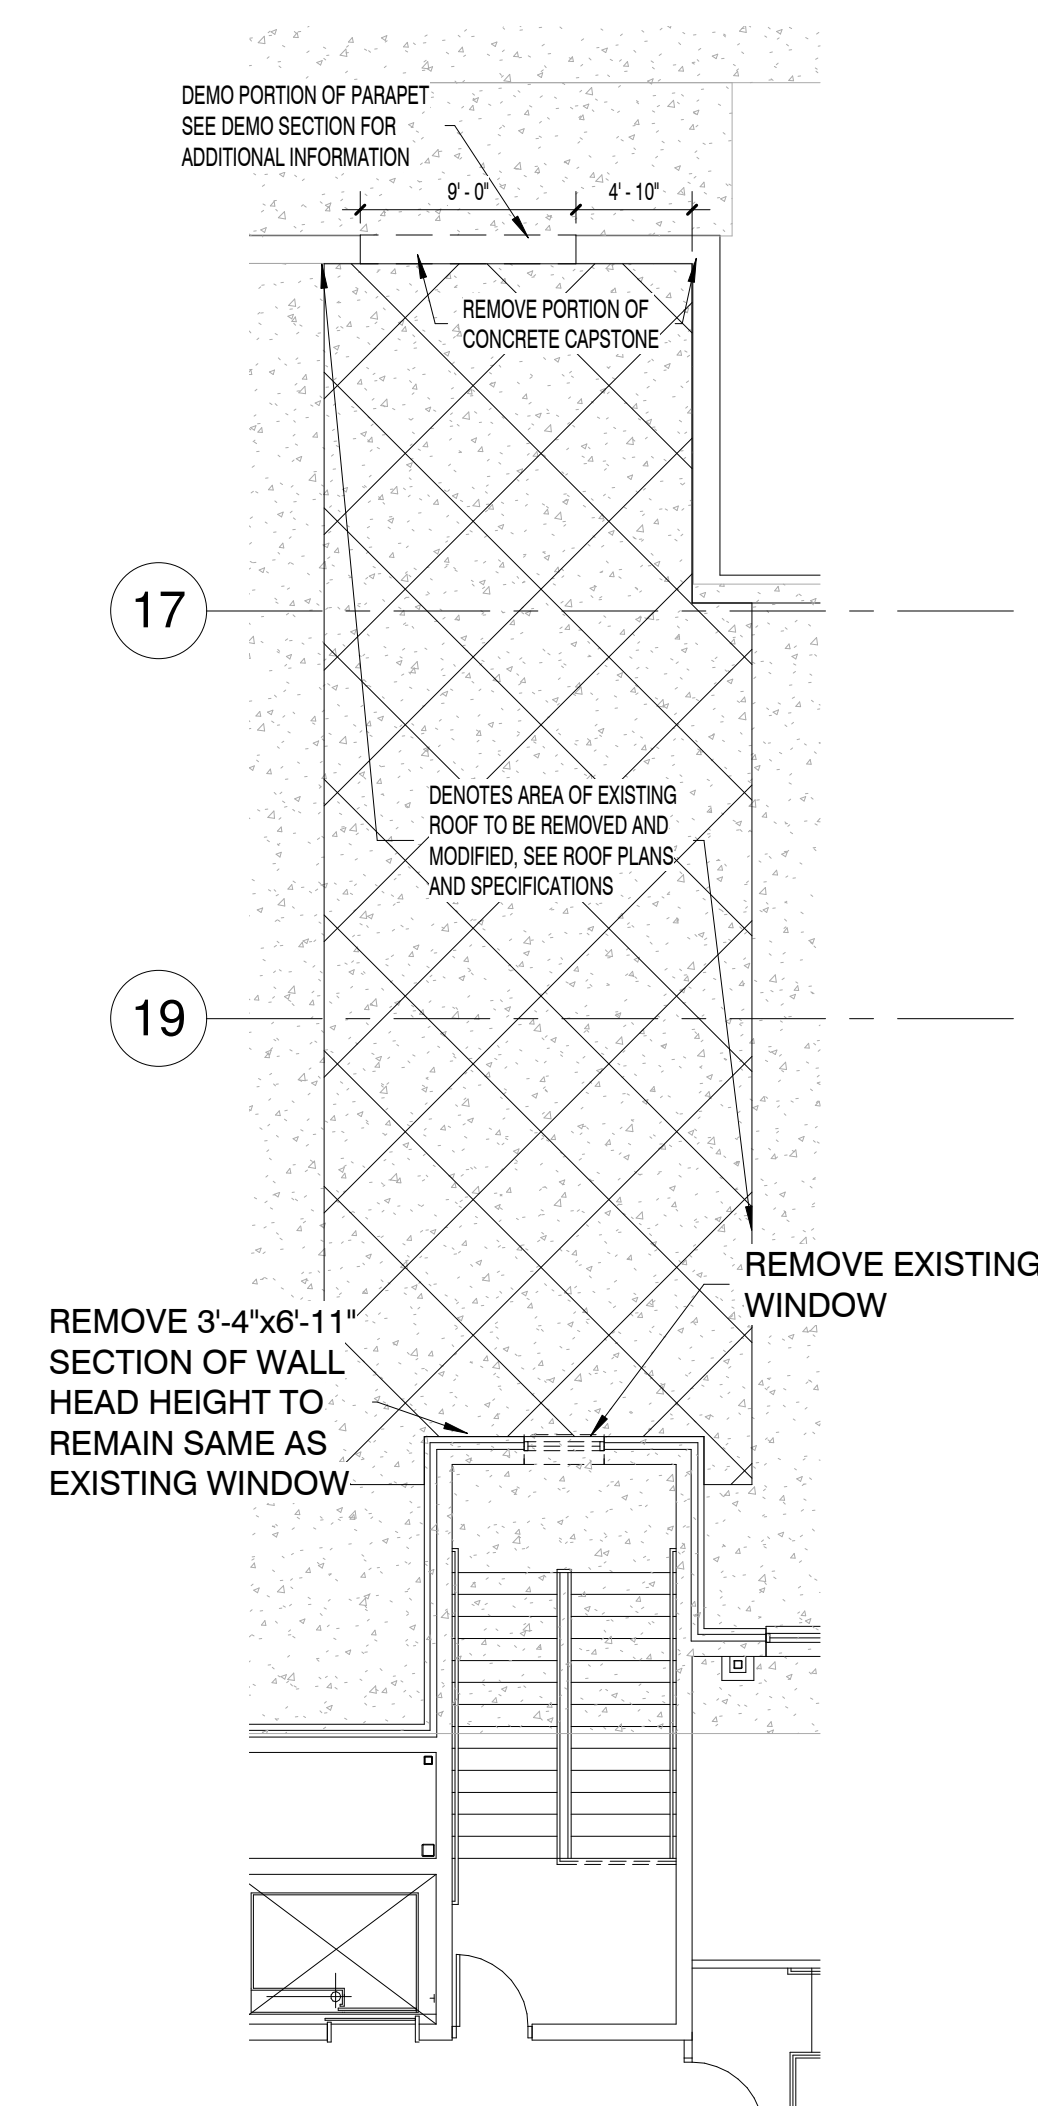 DEMO PORTION OF PARAPET
SEE DEMO SECTION FOR
ADDITIONAL INFORMATION
9' - 0"
4' - 10"
REMOVE PORTION OF
CONCRETE CAPSTONE
17
DENOTES AREA OF EXISTING
ROOF TO BE REMOVED AND
MODIFIED, SEE ROOF PLANS
AND SPECIFICATIONS
19
REMOVE EXISTING
WINDOW
REMOVE 3'-4"x6'-11"
SECTION OF WALL
HEAD HEIGHT TO
REMAIN SAME AS
EXISTING WINDOW